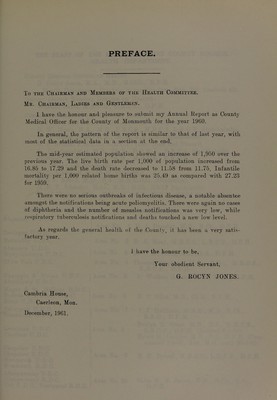 PREFACE.
To the Chairman and Members of the Health Committee.
Mr. Chairman, Ladies and Gentlemen.
I have the honour and pleasure to submit my Annual Report as County
Medical Officer for the County of Monmouth for the year 1960.
In general, the pattern of the report is similar to that of last year, with
most of the statistical data in a section at the end.
The mid-year estimated population showed an increase of 1,950 over the
previous year. The live birth rate per 1,000 of population increased from
16.85 to 17.29 and the death rate decreased to 11.58 from 11.75. Infantile
mortality per 1,000 related home births was 25.49 as compared with 27.23
for 1959.
There were no serious outbreaks of infectious disease, a notable absentee
amongst the notifications being acute poliomyelitis. There were again no cases
of diphtheria and the number of measles notifications was very low, while
respiratory tuberculosis notifications and deaths touched a new low level.
As regards the general health of the County, it has been a very satis-
factory year.
I have the honour to be,
Your obedient Servant,
G. ROCYN JONES.
Cambria House,
Caerleon, Mon.
December, 1961.